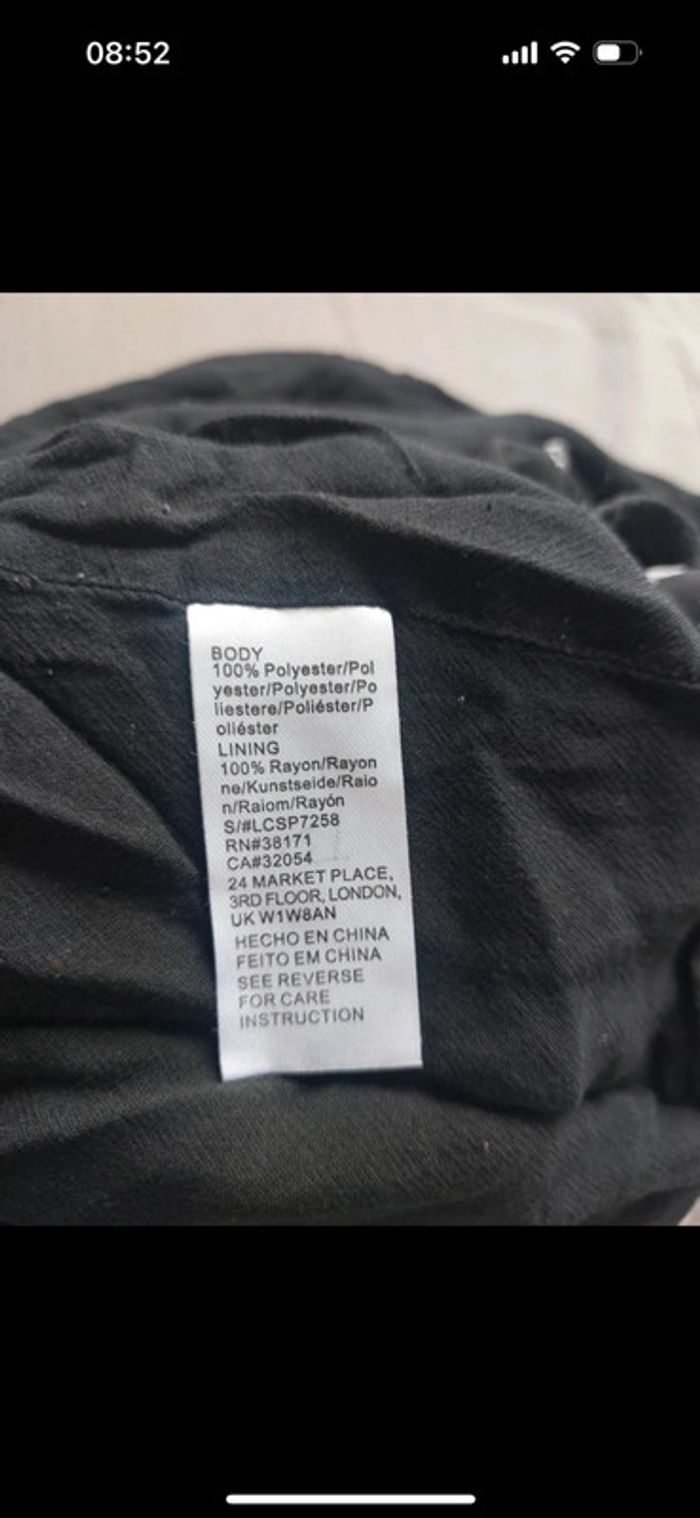 08:52
BODY
100% Polyester/Pol
yester/Polyester/Po
liestere/Poliéster/P
oliéster
LINING
100% Rayon/Rayon
ne/Kunstseide/Raio
n/Raiom/Rayón
S/#LCSP7258
RN#38171
CA#32054
24 MARKET PLACE,
3RD FLOOR, LONDON,
UK W1W8AN
HECHO EN CHINA
FEITO EM CHINA
SEE REVERSE
FOR CARE
INSTRUCTION